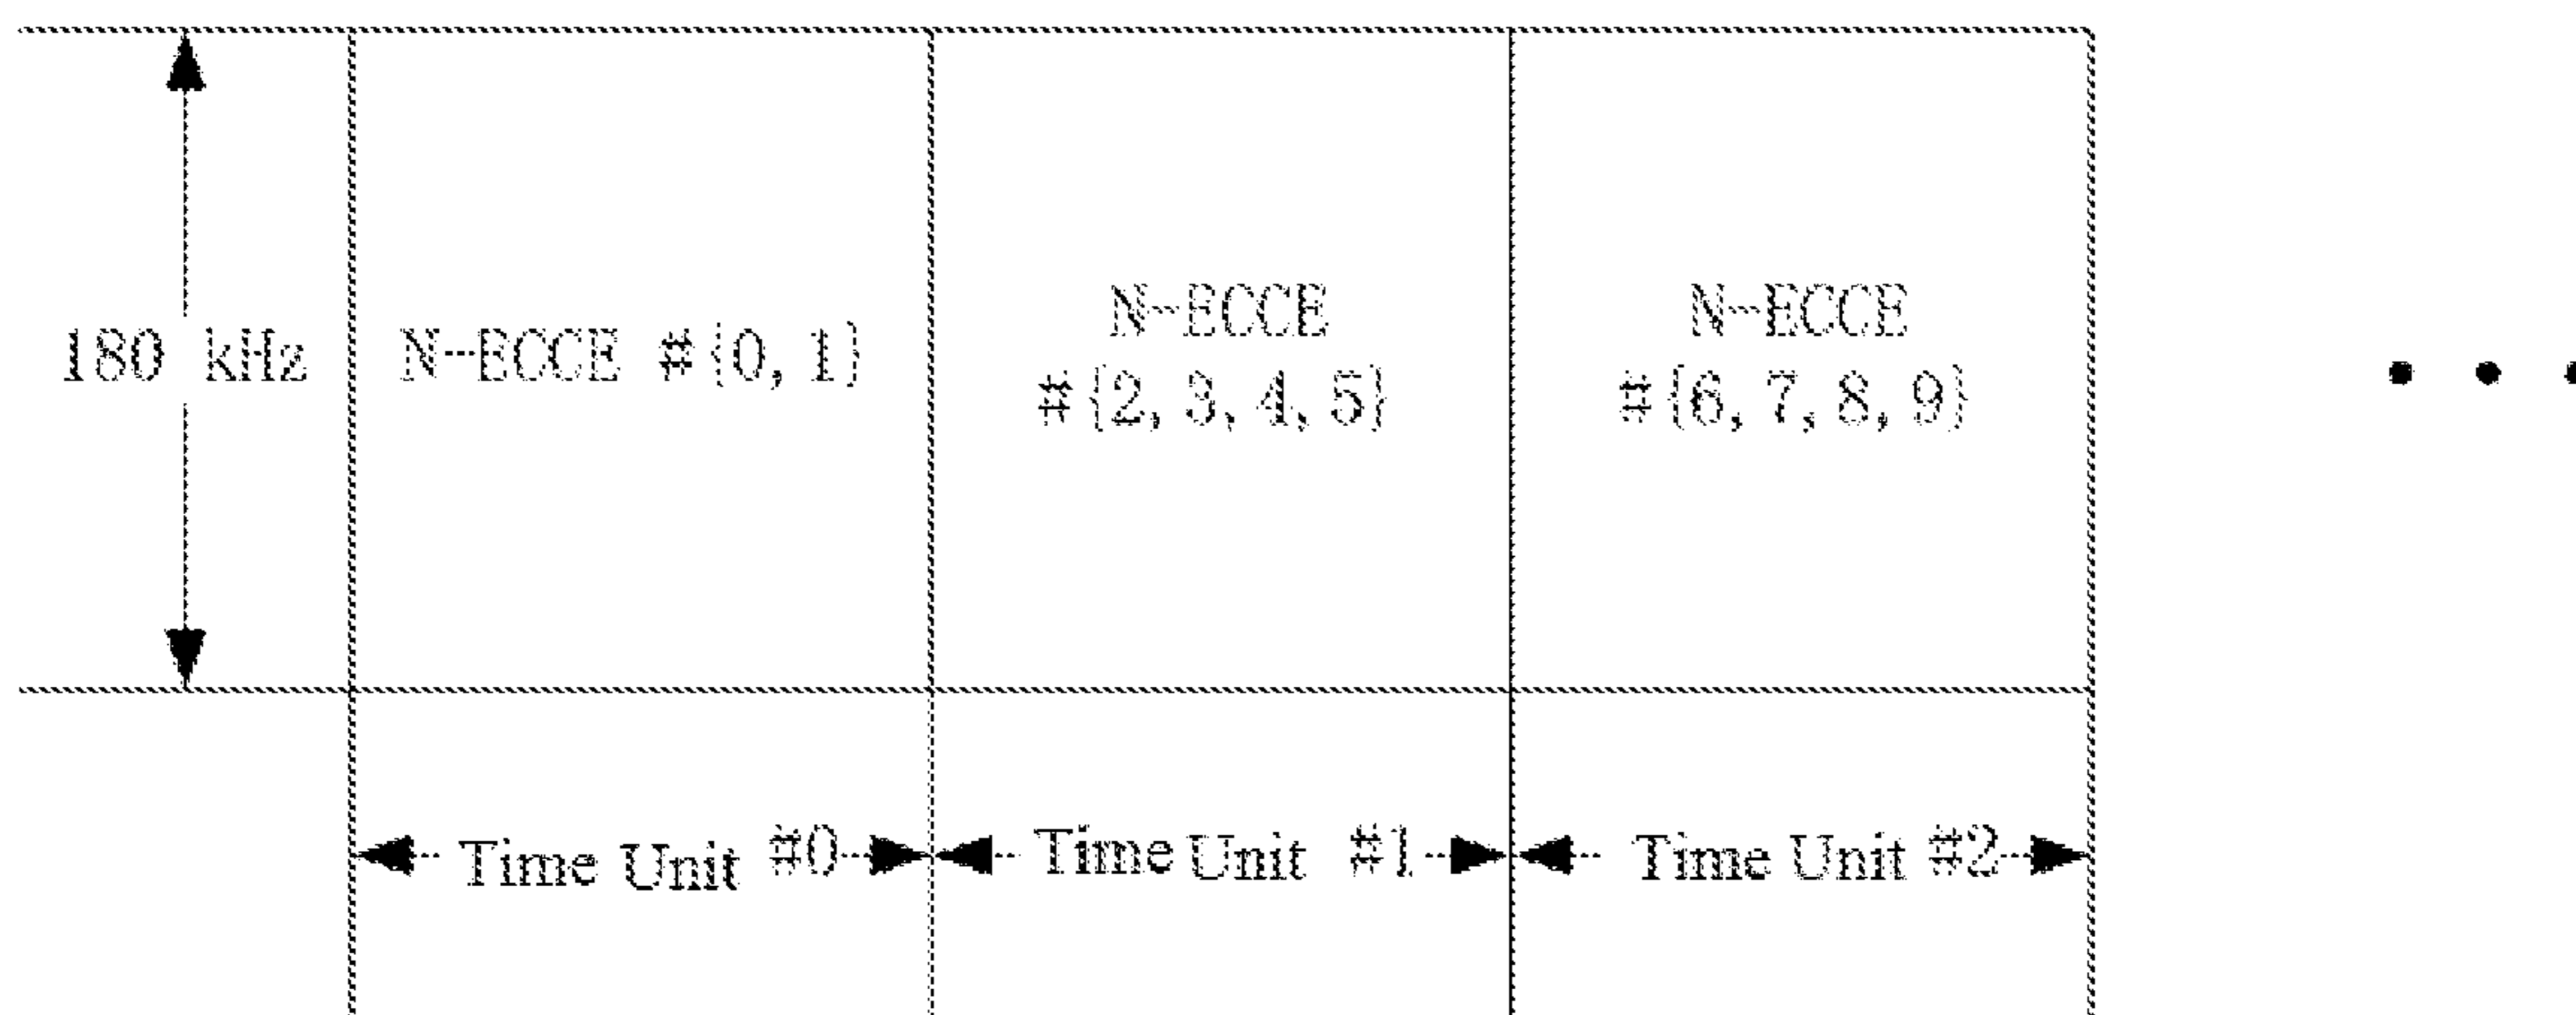 180 kHz
N-ECCE #{0, 1}
N-ECCE
#{2, 3, 4, 5}
N-ECCE
#{6, 7, 8, 9}
Time Unit #0
Time Unit #1
Time Unit #2